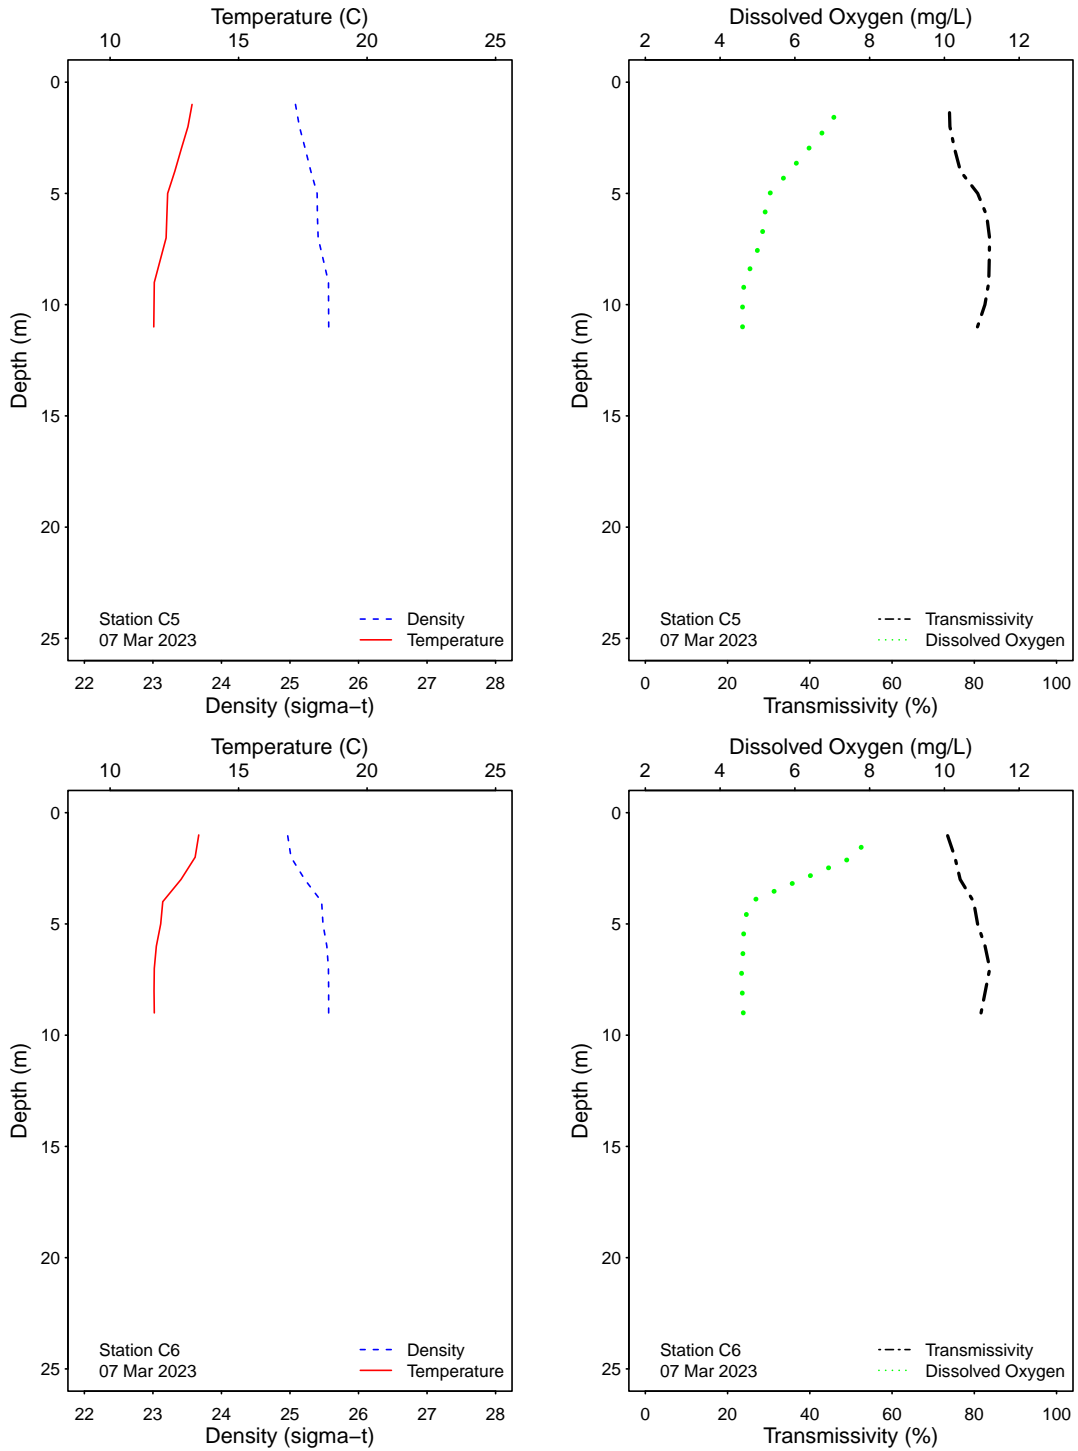 Temperature (C)
10 15 20 25
0
5
10
15
20
25
Depth (m)
Station C5
07 Mar 2023
Density
Temperature
22 23 24 25 26 27 28
Density (sigma−t)
Dissolved Oxygen (mg/L)
2 4 6 8 10 12
0
5
10
15
20
25
Depth (m)
Station C5
07 Mar 2023
Transmissivity
Dissolved Oxygen
0 20 40 60 80 100
Transmissivity (%)
Temperature (C)
10 15 20 25
0
5
10
15
20
25
Depth (m)
Station C6
07 Mar 2023
Density
Temperature
22 23 24 25 26 27 28
Density (sigma−t)
Dissolved Oxygen (mg/L)
2 4 6 8 10 12
0
5
10
15
20
25
Depth (m)
Station C6
07 Mar 2023
Transmissivity
Dissolved Oxygen
0 20 40 60 80 100
Transmissivity (%)